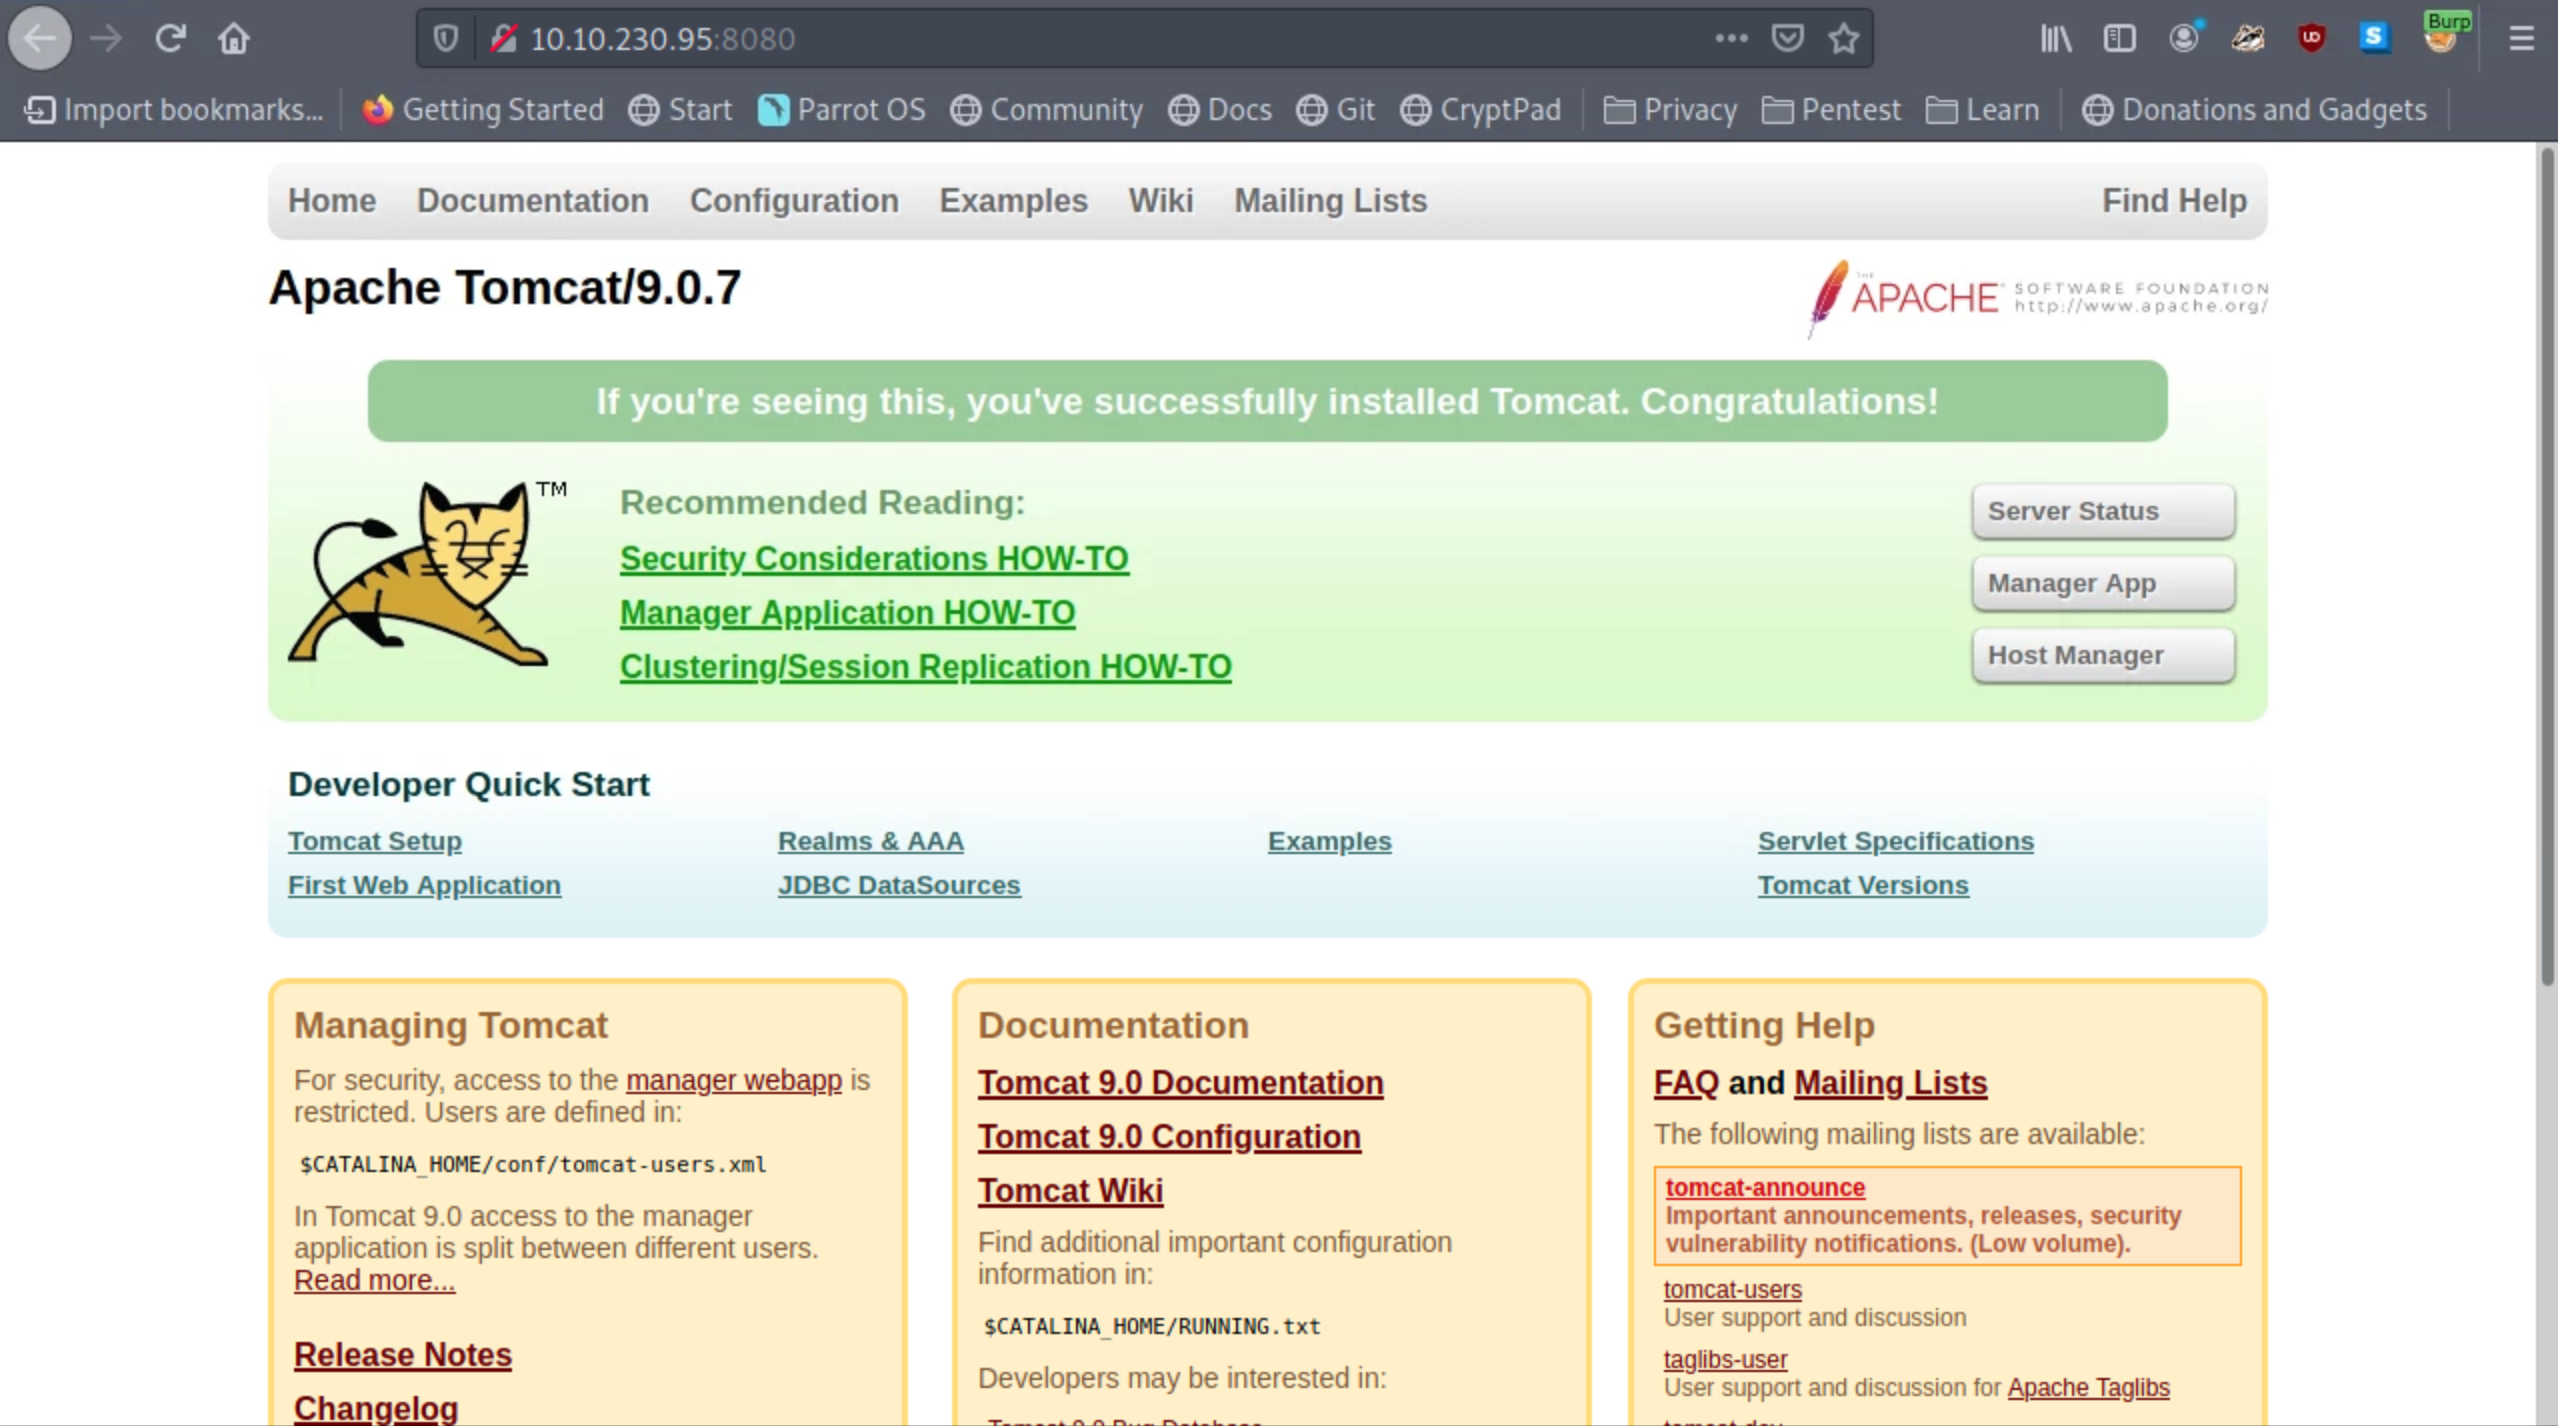 Burp
10.10.230.95:8080
Import bookmarks...
Getting Started
Start
Parrot OS
Community
Docs
Git
CryptPad
Privacy
Pentest
Learn
Donations and Gadgets
Home
Documentation
Configuration
Examples
Wiki
Mailing Lists
Find Help
Apache Tomcat/9.0.7
THE
APACHE
SOFTWARE FOUNDATION
http://www.apache.org/
If you're seeing this, you've successfully installed Tomcat. Congratulations!
TM
Recommended Reading:
Security Considerations HOW-TO
Manager Application HOW-TO
Clustering/Session Replication HOW-TO
Server Status
Manager App
Host Manager
Developer Quick Start
Tomcat Setup
First Web Application
Realms & AAA
JDBC DataSources
Examples
Servlet Specifications
Tomcat Versions
Managing Tomcat
For security, access to the manager webapp is
restricted. Users are defined in:
$CATALINA_HOME/conf/tomcat-users.xml
In Tomcat 9.0 access to the manager
application is split between different users.
Read more...
Release Notes
Changelog
Documentation
Tomcat 9.0 Documentation
Tomcat 9.0 Configuration
Tomcat Wiki
Find additional important configuration
information in:
$CATALINA_HOME/RUNNING.txt
Developers may be interested in:
Tomcat 9.0 Bug Database
Getting Help
FAQ and Mailing Lists
The following mailing lists are available:
tomcat-announce
Important announcements, releases, security
vulnerability notifications. (Low volume).
tomcat-users
User support and discussion
taglibs-user
User support and discussion for Apache Taglibs
tomcat-dev